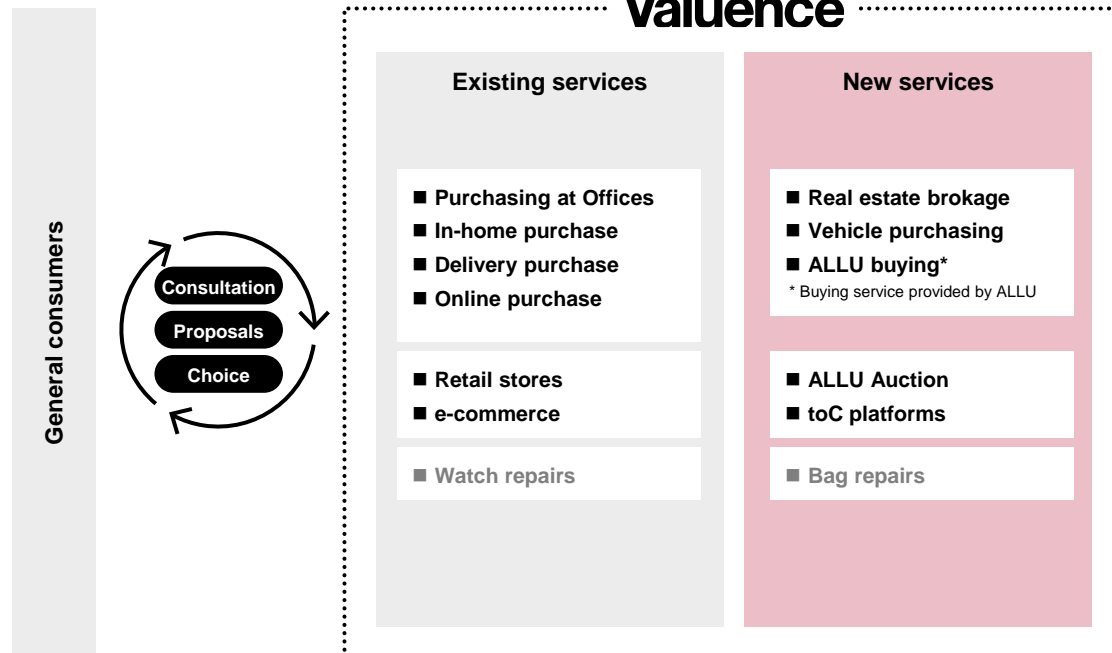 Valuence
General consumers
Consultation
Proposals
Choice
Existing services
■ Purchasing at Offices
■ In-home purchase
■ Delivery purchase
■ Online purchase
■ Retail stores
■ e-commerce
■ Watch repairs
New services
■ Real estate brokage
■ Vehicle purchasing
■ ALLU buying*
* Buying service provided by ALLU
■ ALLU Auction
■ toC platforms
■ Bag repairs